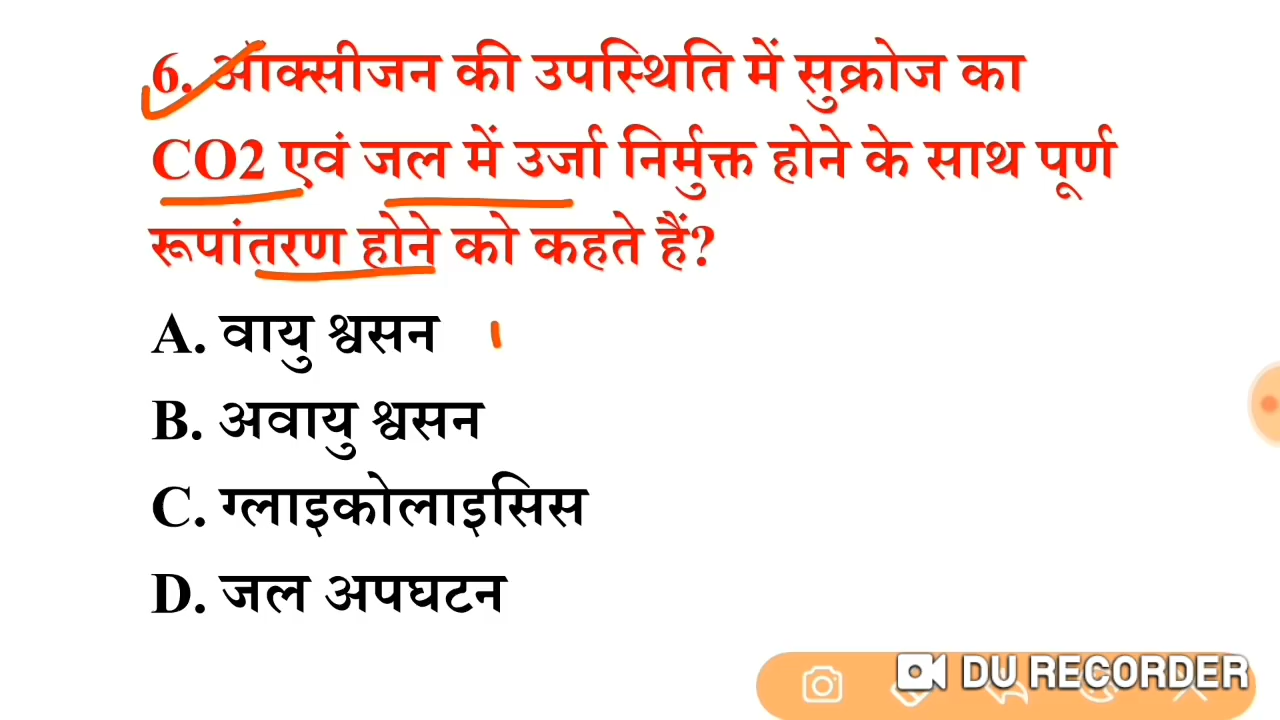 6. ऑक्सीजन की उपस्थिति में सुक्रोज का
CO2 एवं जल में उर्जा निर्मुक्त होने के साथ पूर्ण
रूपांतरण होने को कहते हैं?
A. वायु श्वसन
B. अवायु श्वसन
C. ग्लाइकोलाइसिस
D. जल अपघटन
DU RECORDER